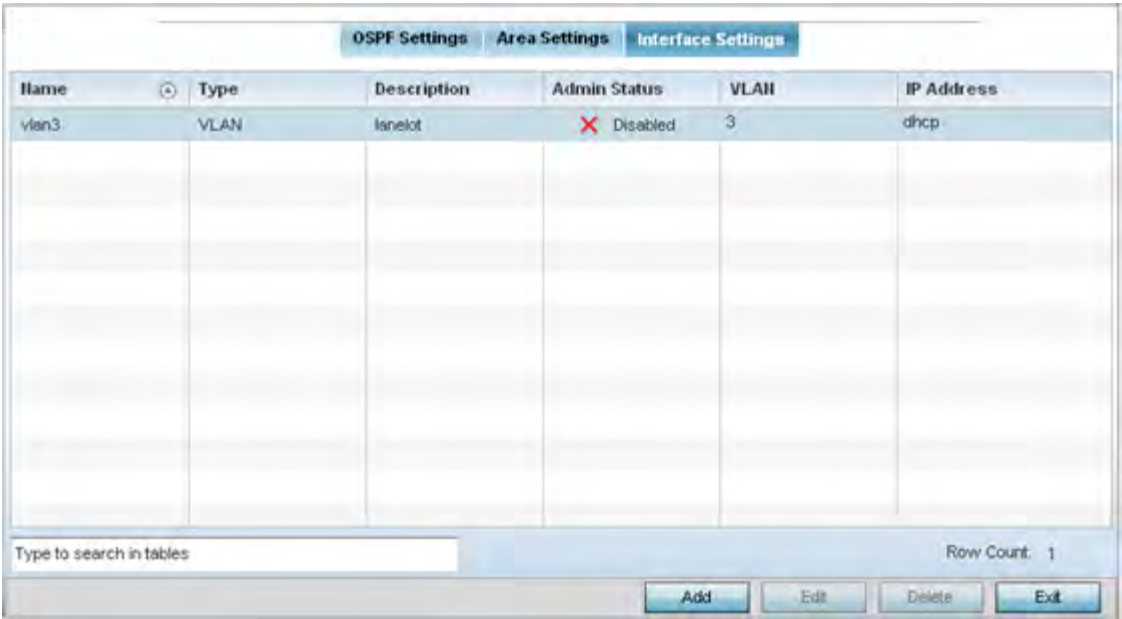 OSPF Settings Area Settings Interface Settings
Name Type Description Admin Status VLAN IP Address
vlan3 VLAN lanelot Disabled 3 dhcp
Type to search in tables Row Count: 1
Add Edit Delete Exit